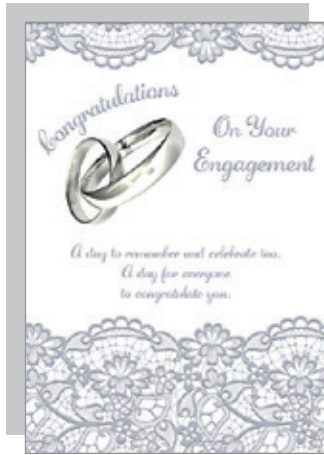 Congratulations
On Your
Engagement
A day to remember and celebrate too.
A day for everyone
to congratulate you.